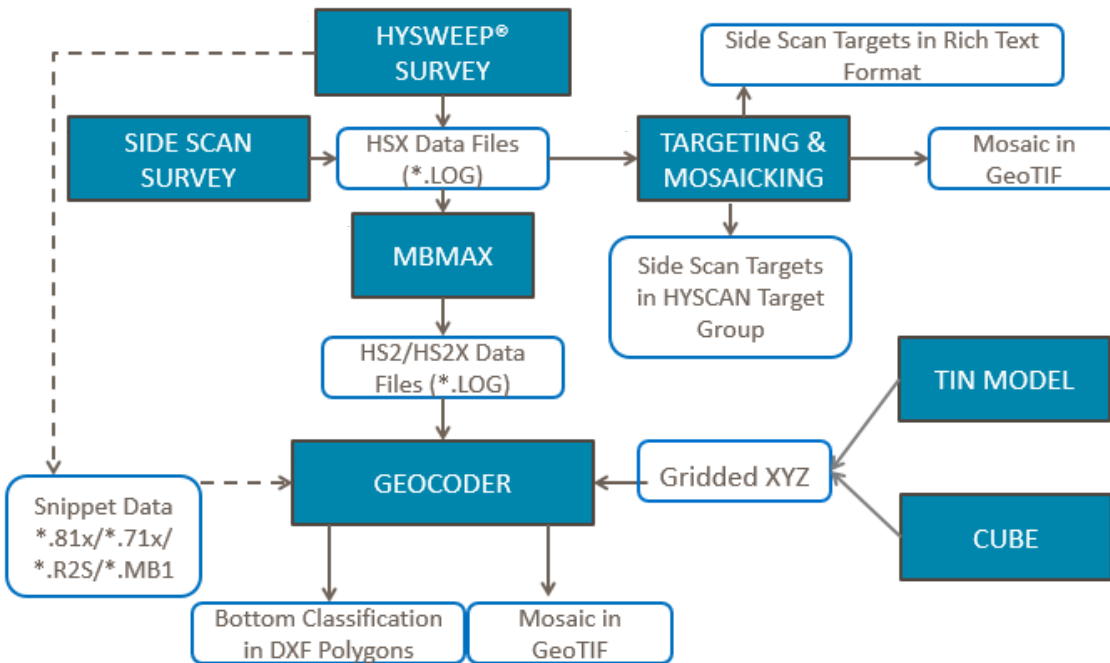 HYSWEEP®
SURVEY
Side Scan Targets in Rich Text
Format
SIDE SCAN
SURVEY
HSX Data Files
(*.LOG)
TARGETING &
MOSAICKING
Mosaic in
GeoTIF
MBMAX
Side Scan Targets
in HYSCAN Target
Group
HS2/HS2X Data
Files (*.LOG)
TIN MODEL
GEOCODER
Gridded XYZ
Snippet Data
*.81x/*.71x/
*.R2S/*.MB1
CUBE
Bottom Classification
in DXF Polygons
Mosaic in
GeoTIF